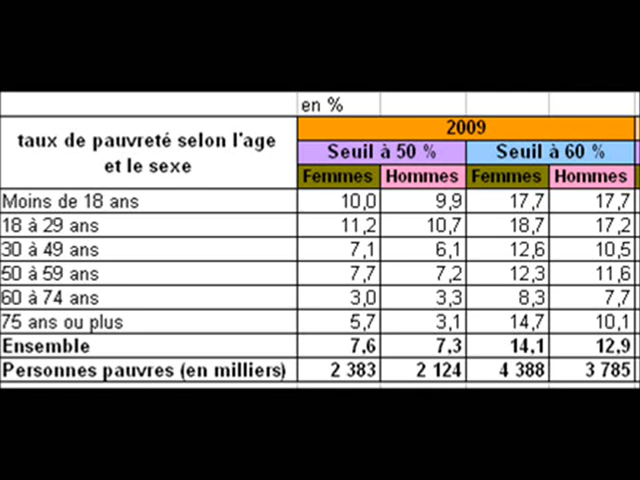 en %
taux de pauvreté selon l'age
et le sexe
2009
Seuil à 50 % Seuil à 60 %
Femmes Hommes Femmes Hommes
Moins de 18 ans 10,0 9,9 17,7 17,7
18 à 29 ans 11,2 10,7 18,7 17,2
30 à 49 ans 7,1 6,1 12,6 10,5
50 à 59 ans 7,7 7,2 12,3 11,6
60 à 74 ans 3,0 3,3 8,3 7,7
75 ans ou plus 5,7 3,1 14,7 10,1
Ensemble 7,6 7,3 14,1 12,9
Personnes pauvres (en milliers) 2 383 2 124 4 388 3 785